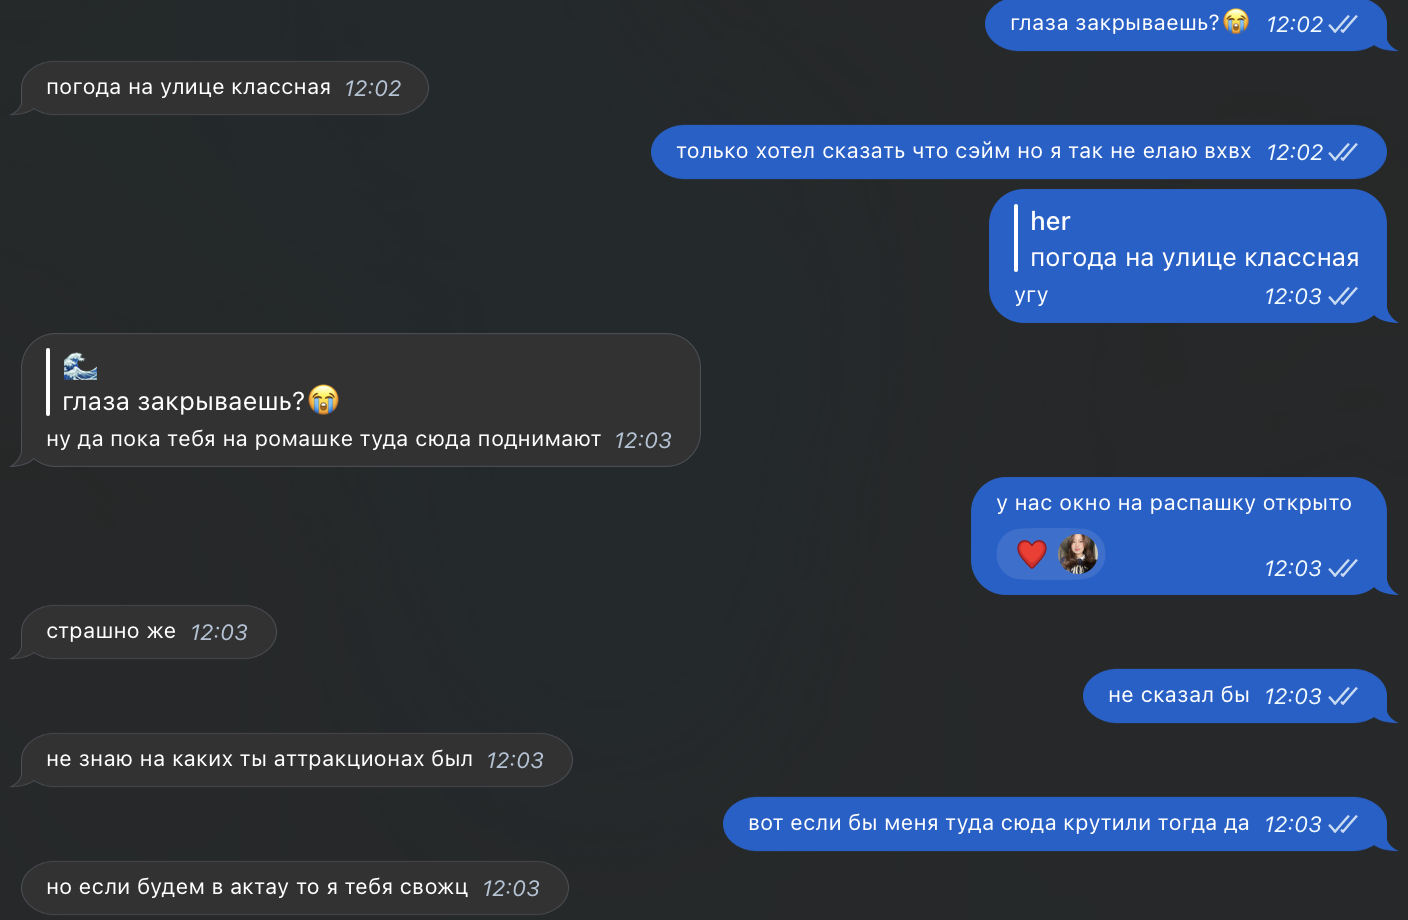 глаза закрываешь?😭 12:02
погода на улице классная 12:02
только хотел сказать что сэйм но я так не елаю вхвх 12:02
her
погода на улице классная
угу 12:03
🌊
глаза закрываешь?😭
ну да пока тебя на ромашке туда сюда поднимают 12:03
у нас окно на распашку открыто
❤️ 12:03
страшно же 12:03
не сказал бы 12:03
не знаю на каких ты аттракционах был 12:03
вот если бы меня туда сюда крутили тогда да 12:03
но если будем в актау то я тебя свожц 12:03